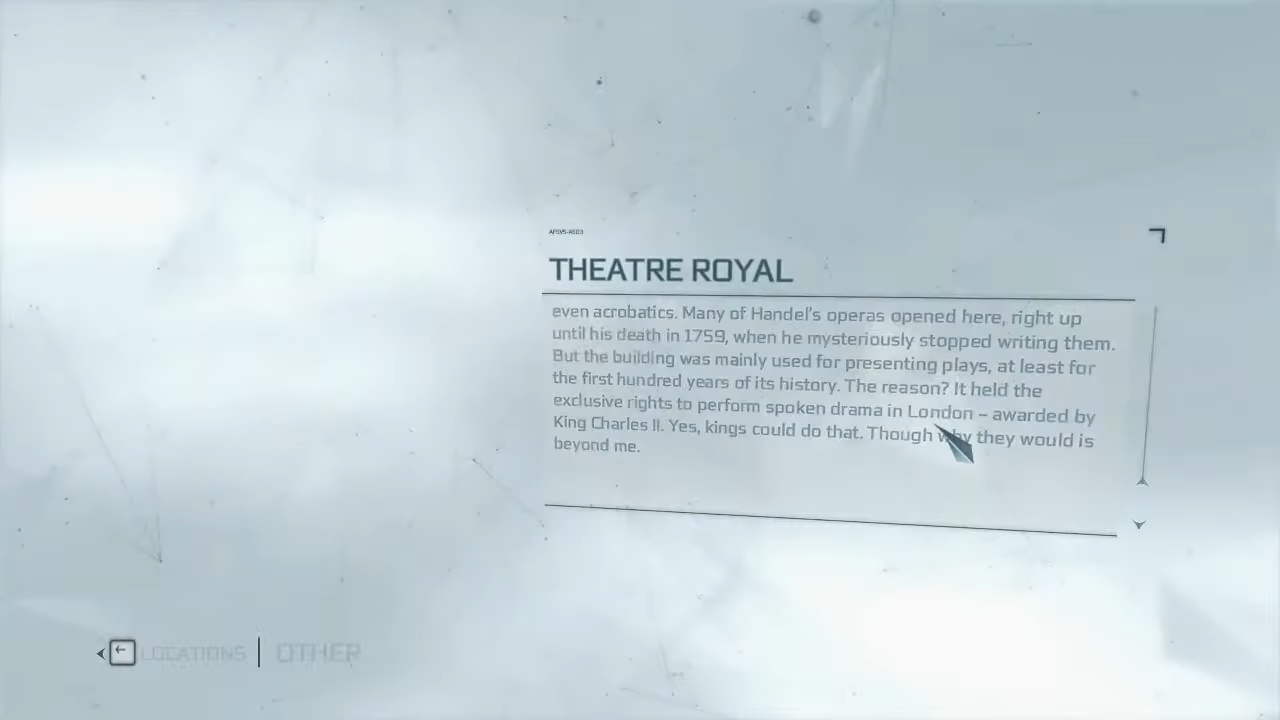 THEATRE ROYAL
even acrobatics. Many of Handel's operas opened here, right up
until his death in 1759, when he mysteriously stopped writing them.
But the building was mainly used for presenting plays, at least for
the first hundred years of its history. The reason? It held the
exclusive rights to perform spoken drama in London – awarded by
King Charles II. Yes, kings could do that. Though why they would is
beyond me.
LOCATIONS | OTHER